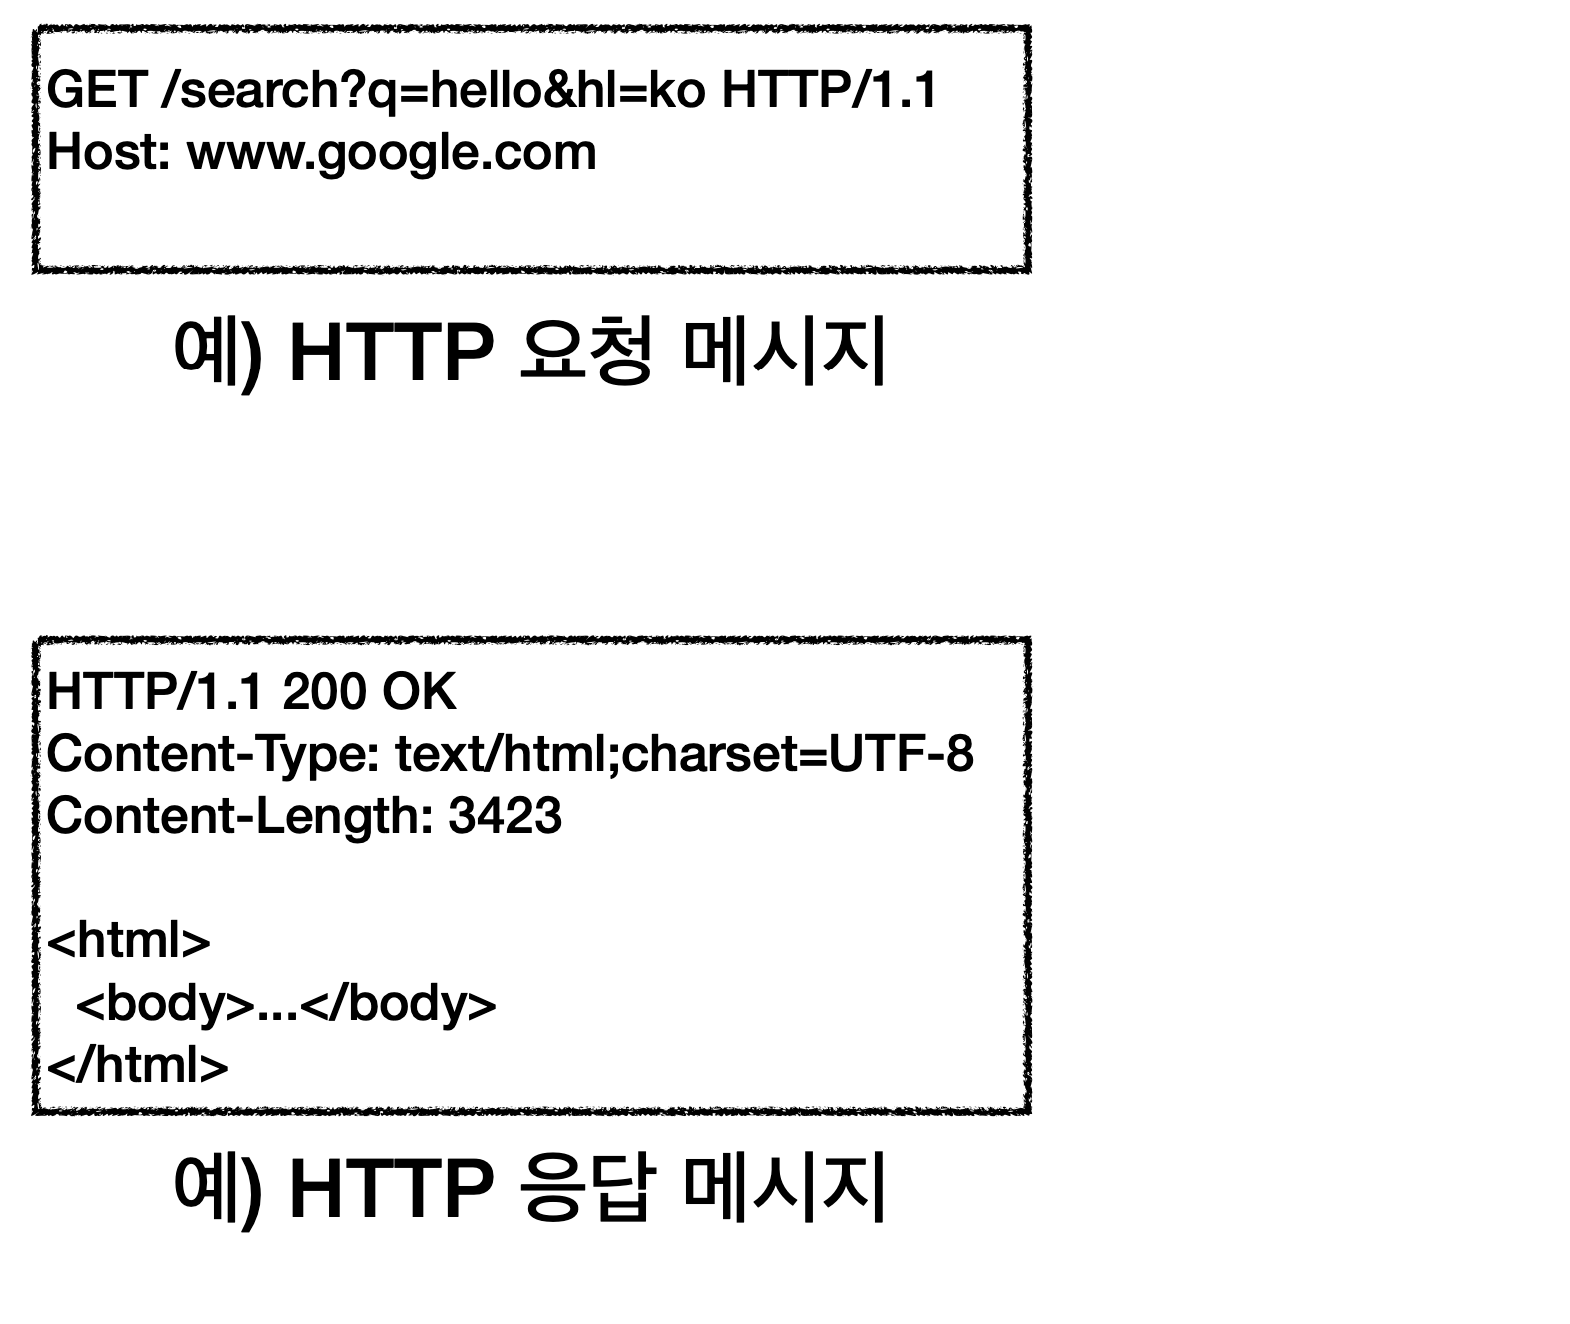 GET /search?q=hello&hl=ko HTTP/1.1
Host: www.google.com
예) HTTP 요청 메시지
HTTP/1.1 200 OK
Content-Type: text/html;charset=UTF-8
Content-Length: 3423
<html>
<body>...</body>
</html>
예) HTTP 응답 메시지